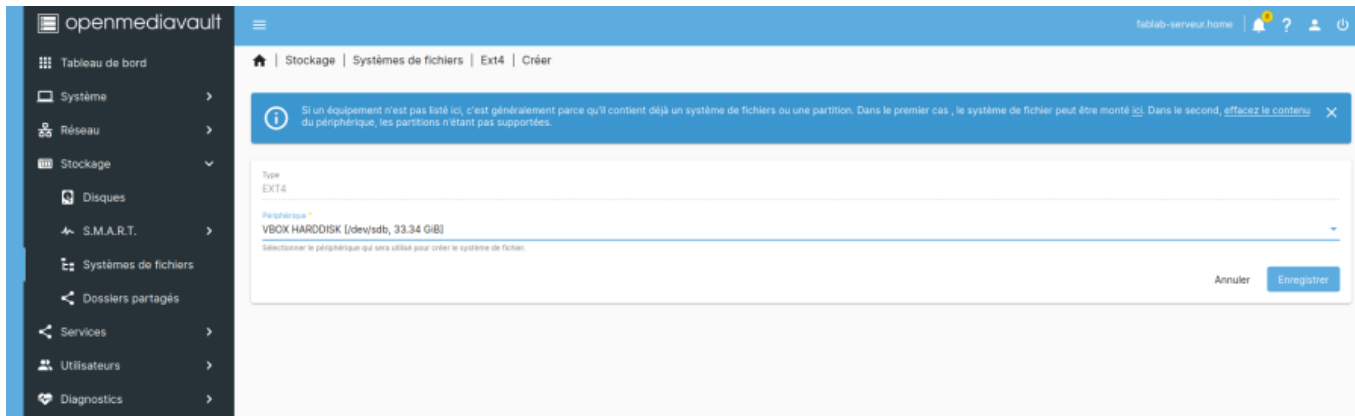 openmediavault
fablab-serveur.home
8
?
Tableau de bord
Système
Réseau
Stockage
Disques
S.M.A.R.T.
Systèmes de fichiers
Dossiers partagés
Services
Utilisateurs
Diagnostics
| Stockage | Systèmes de fichiers | Ext4 | Créer
Si un équipement n'est pas listé ici, c'est généralement parce qu'il contient déjà un système de fichiers ou une partition. Dans le premier cas , le système de fichier peut être monté ici. Dans le second, effacez le contenu
du périphérique, les partitions n'étant pas supportées.
Type
EXT4
Périphérique *
VBOX HARDDISK [/dev/sdb, 33.34 GiB]
Sélectionner le périphérique qui sera utilisé pour créer le système de fichier.
Annuler
Enregistrer